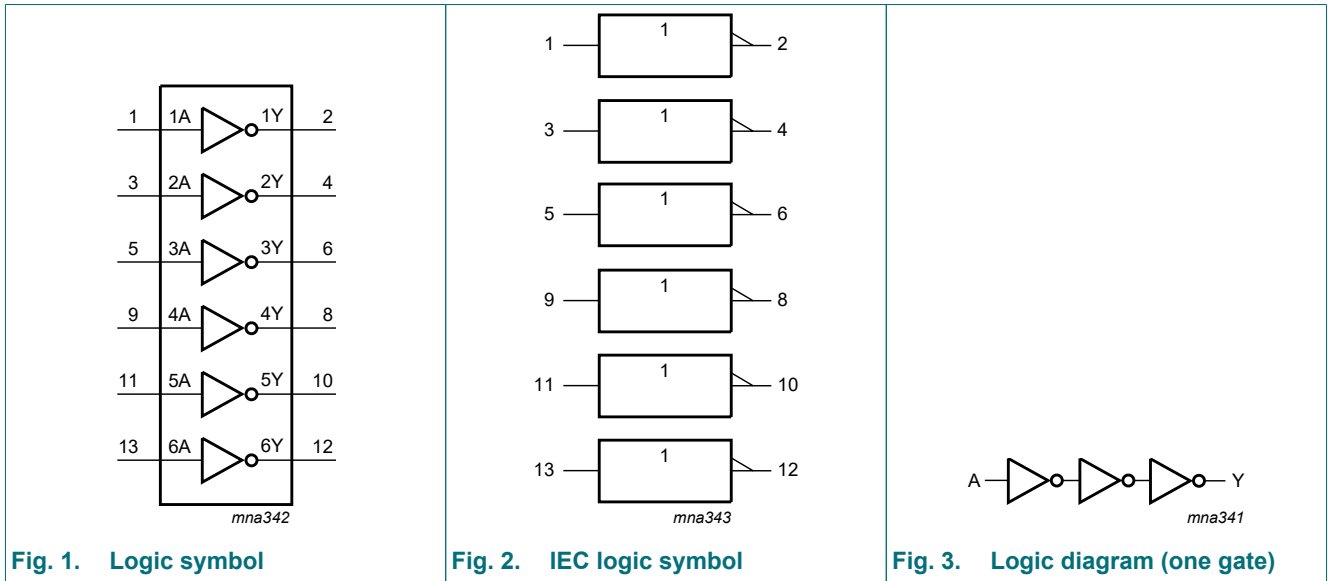 1 1A 1Y 2
3 2A 2Y 4
5 3A 3Y 6
9 4A 4Y 8
11 5A 5Y 10
13 6A 6Y 12
mna342
Fig. 1. Logic symbol
1 1 2
3 1 4
5 1 6
9 1 8
11 1 10
13 1 12
mna343
Fig. 2. IEC logic symbol
A Y
mna341
Fig. 3. Logic diagram (one gate)